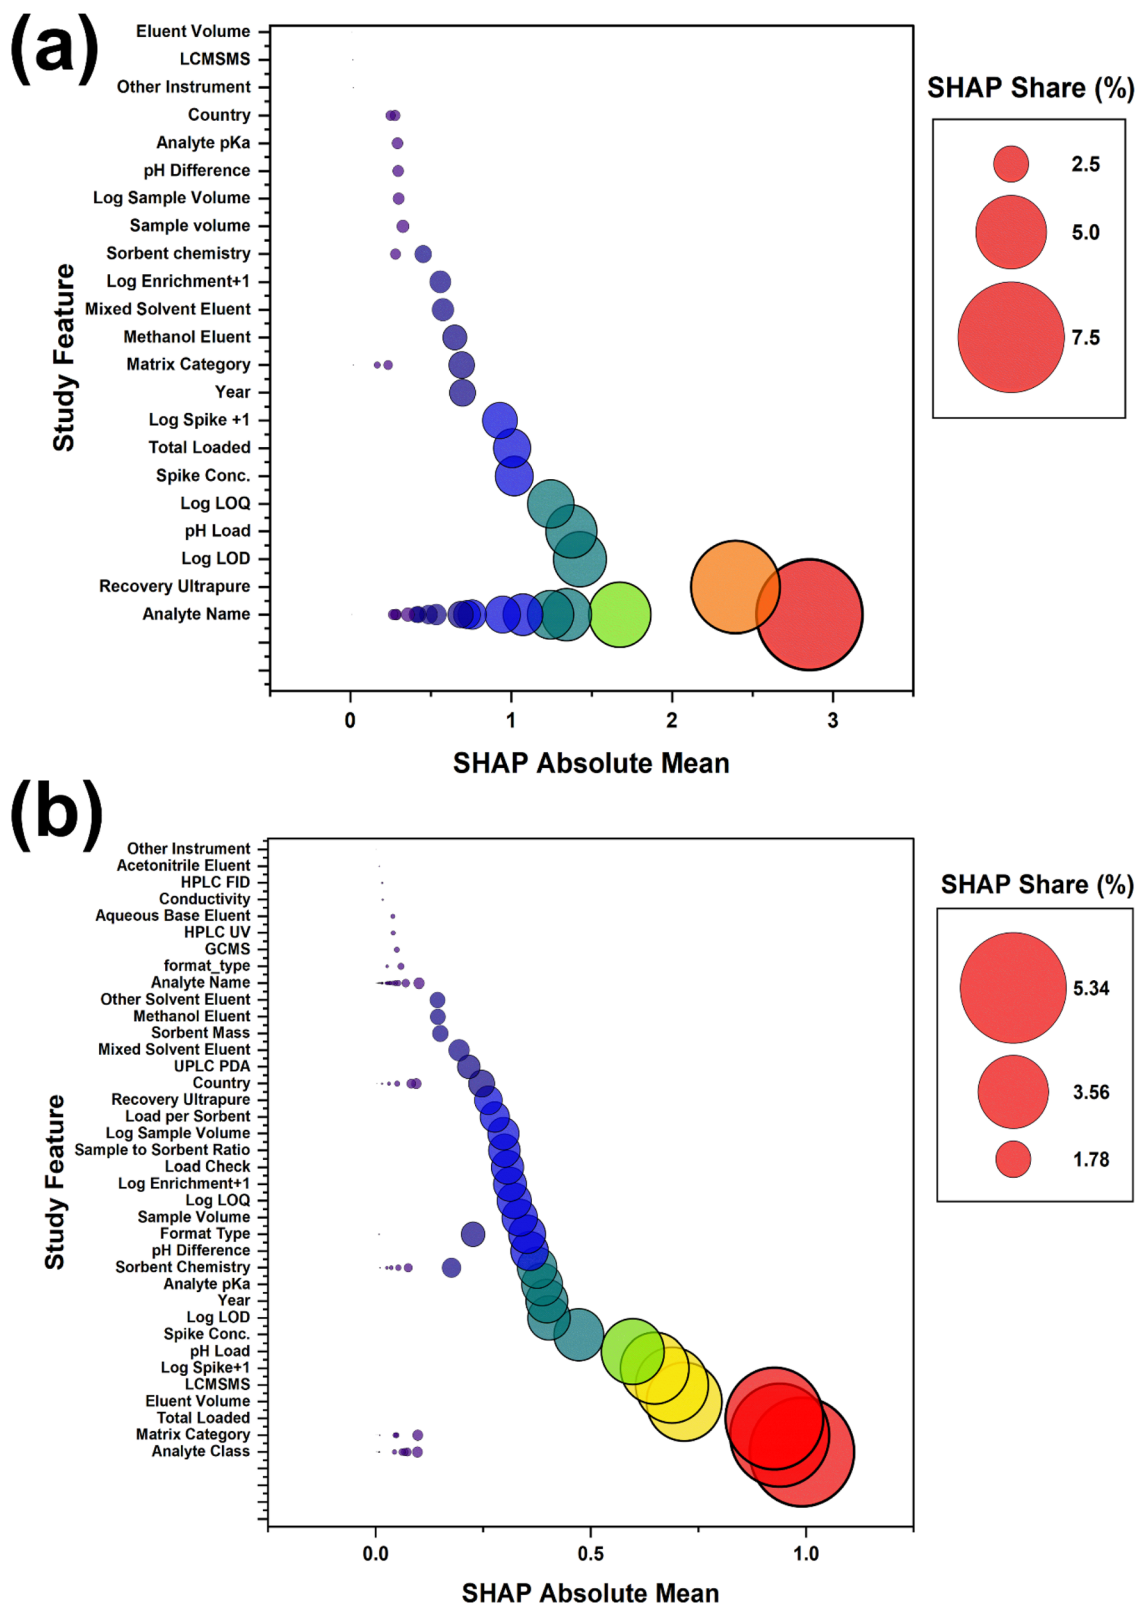 (a)
Eluent Volume
LCMSMS
Other Instrument
Country
Analyte pKa
pH Difference
Log Sample Volume
Sample volume
Sorbent chemistry
Log Enrichment+1
Mixed Solvent Eluent
Methanol Eluent
Matrix Category
Year
Log Spike +1
Total Loaded
Spike Conc.
Log LOQ
pH Load
Log LOD
Recovery Ultrapure
Analyte Name
Study Feature
0 1 2 3
SHAP Absolute Mean
SHAP Share (%)
2.5
5.0
7.5
(b)
Other Instrument
Acetonitrile Eluent
HPLC FID
Conductivity
Aqueous Base Eluent
HPLC UV
GCMS
format_type
Analyte Name
Other Solvent Eluent
Methanol Eluent
Sorbent Mass
Mixed Solvent Eluent
UPLC PDA
Country
Recovery Ultrapure
Load per Sorbent
Log Sample Volume
Sample to Sorbent Ratio
Load Check
Log Enrichment+1
Log LOQ
Sample Volume
Format Type
pH Difference
Sorbent Chemistry
Analyte pKa
Year
Log LOD
Spike Conc.
pH Load
Log Spike+1
LCMSMS
Eluent Volume
Total Loaded
Matrix Category
Analyte Class
Study Feature
0.0 0.5 1.0
SHAP Absolute Mean
SHAP Share (%)
5.34
3.56
1.78